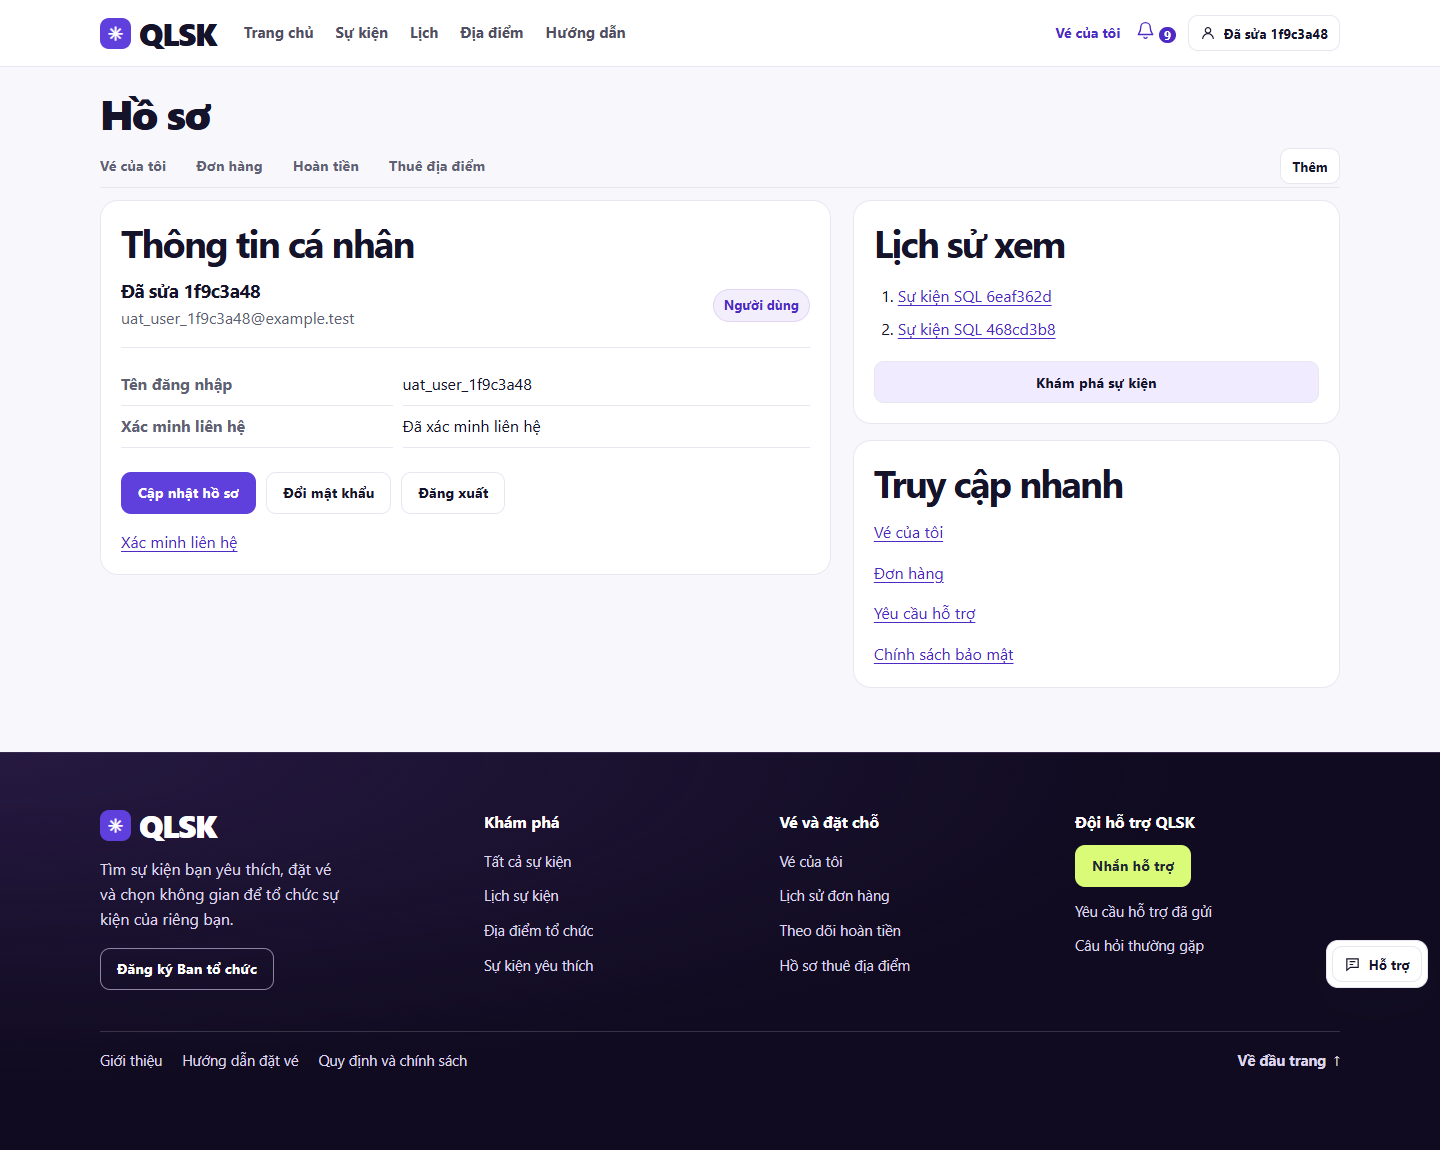 QLSK
Trang chủ
Sự kiện
Lịch
Địa điểm
Hướng dẫn
Vé của tôi
9
Đã sửa 1f9c3a48
Hồ sơ
Vé của tôi
Đơn hàng
Hoàn tiền
Thuê địa điểm
Thêm
Thông tin cá nhân
Đã sửa 1f9c3a48
uat_user_1f9c3a48@example.test
Người dùng
Tên đăng nhập
uat_user_1f9c3a48
Xác minh liên hệ
Đã xác minh liên hệ
Cập nhật hồ sơ
Đổi mật khẩu
Đăng xuất
Xác minh liên hệ
Lịch sử xem
1. Sự kiện SQL 6eaf362d
2. Sự kiện SQL 468cd3b8
Khám phá sự kiện
Truy cập nhanh
Vé của tôi
Đơn hàng
Yêu cầu hỗ trợ
Chính sách bảo mật
QLSK
Tìm sự kiện bạn yêu thích, đặt vé
và chọn không gian để tổ chức sự
kiện của riêng bạn.
Đăng ký Ban tổ chức
Khám phá
Tất cả sự kiện
Lịch sự kiện
Địa điểm tổ chức
Sự kiện yêu thích
Vé và đặt chỗ
Vé của tôi
Lịch sử đơn hàng
Theo dõi hoàn tiền
Hồ sơ thuê địa điểm
Đội hỗ trợ QLSK
Nhắn hỗ trợ
Yêu cầu hỗ trợ đã gửi
Câu hỏi thường gặp
Hỗ trợ
Giới thiệu
Hướng dẫn đặt vé
Quy định và chính sách
Về đầu trang ↑